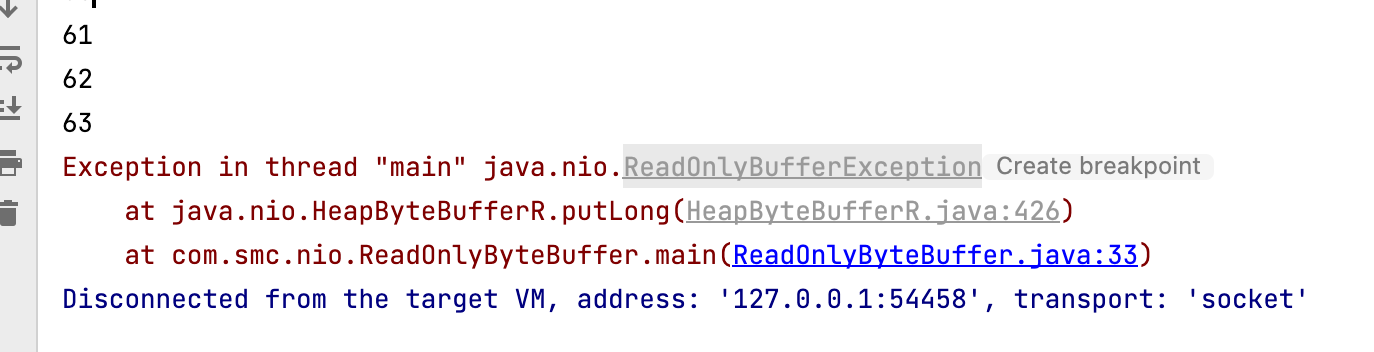 61
62
63
Exception in thread "main" java.nio.ReadOnlyBufferException Create breakpoint
    at java.nio.HeapByteBufferR.putLong(HeapByteBufferR.java:426)
    at com.smc.nio.ReadOnlyByteBuffer.main(ReadOnlyByteBuffer.java:33)
Disconnected from the target VM, address: '127.0.0.1:54458', transport: 'socket'